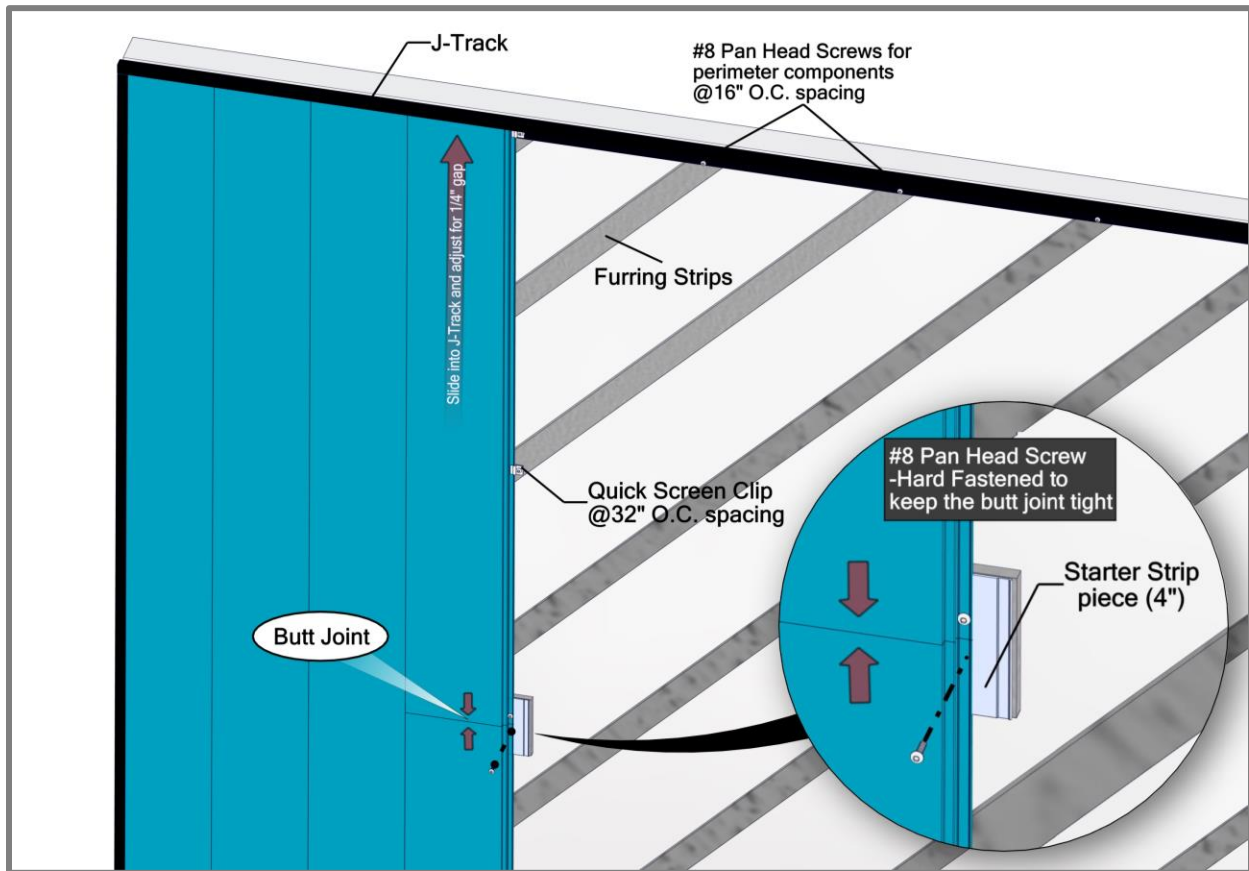 J-Track
#8 Pan Head Screws for
perimeter components
@16" O.C. spacing
Slide into J-Track and adjust for 1/4" gap
Furring Strips
Quick Screen Clip
@32" O.C. spacing
#8 Pan Head Screw
-Hard Fastened to
keep the butt joint tight
Starter Strip
piece (4")
Butt Joint